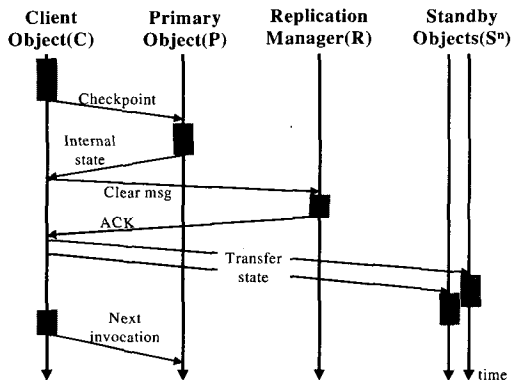 Client
Object(C)
Primary
Object(P)
Replication
Manager(R)
Standby
Objects(Sⁿ)
Checkpoint
Internal
state
Clear msg
ACK
Transfer
state
Next
invocation
time